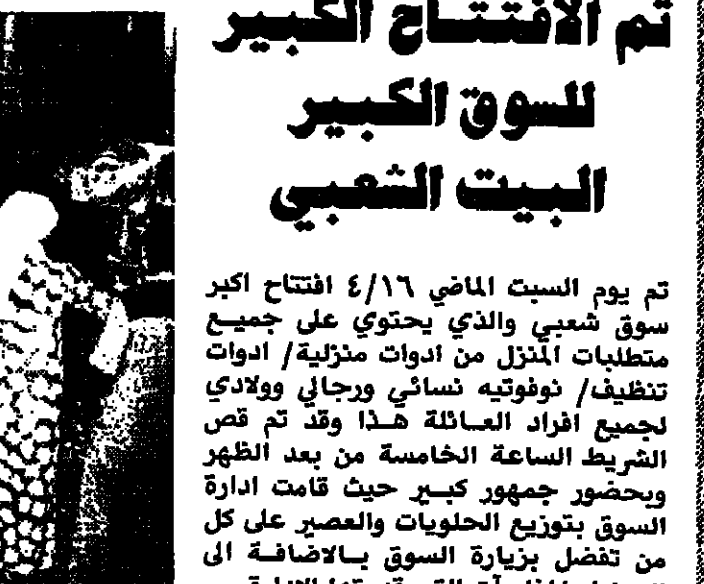 تم الافتتاح الكبير
للسوق الكبير
البيت الشعبي
تم يوم السبت الماضي ٤/١٦ افتتاح اكبر
سوق شعبي والذي يحتوي على جميع
متطلبات المنزل من ادوات منزلية/ ادوات
تنظيف/ نوفوتيه نسائي ورجالي وولادي
لجميع افراد العائلة هذا وقد تم قص
الشريط الساعة الخامسة من بعد الظهر
وبحضور جمهور كبير حيث قامت ادارة
السوق بتوزيع الحلويات والعصير على كل
من تفضل بزيارة السوق بالاضافة الى